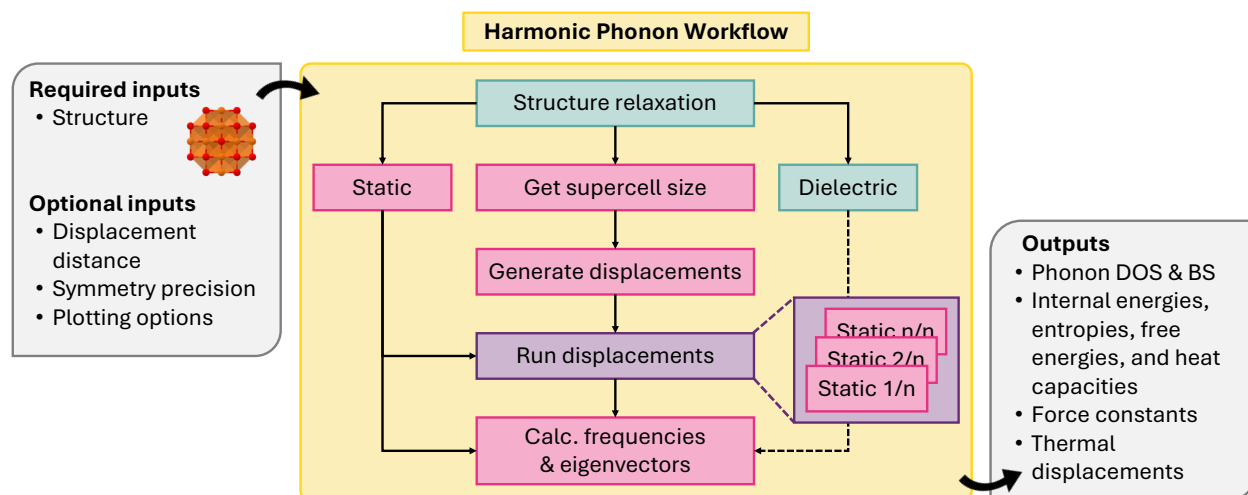 Harmonic Phonon Workflow
Required inputs
• Structure
Optional inputs
• Displacement
distance
• Symmetry precision
• Plotting options
Structure relaxation
Static
Get supercell size
Dielectric
Generate displacements
Run displacements
Static n/n
Static 2/n
Static 1/n
Calc. frequencies
& eigenvectors
Outputs
• Phonon DOS & BS
• Internal energies,
entropies, free
energies, and heat
capacities
• Force constants
• Thermal
displacements